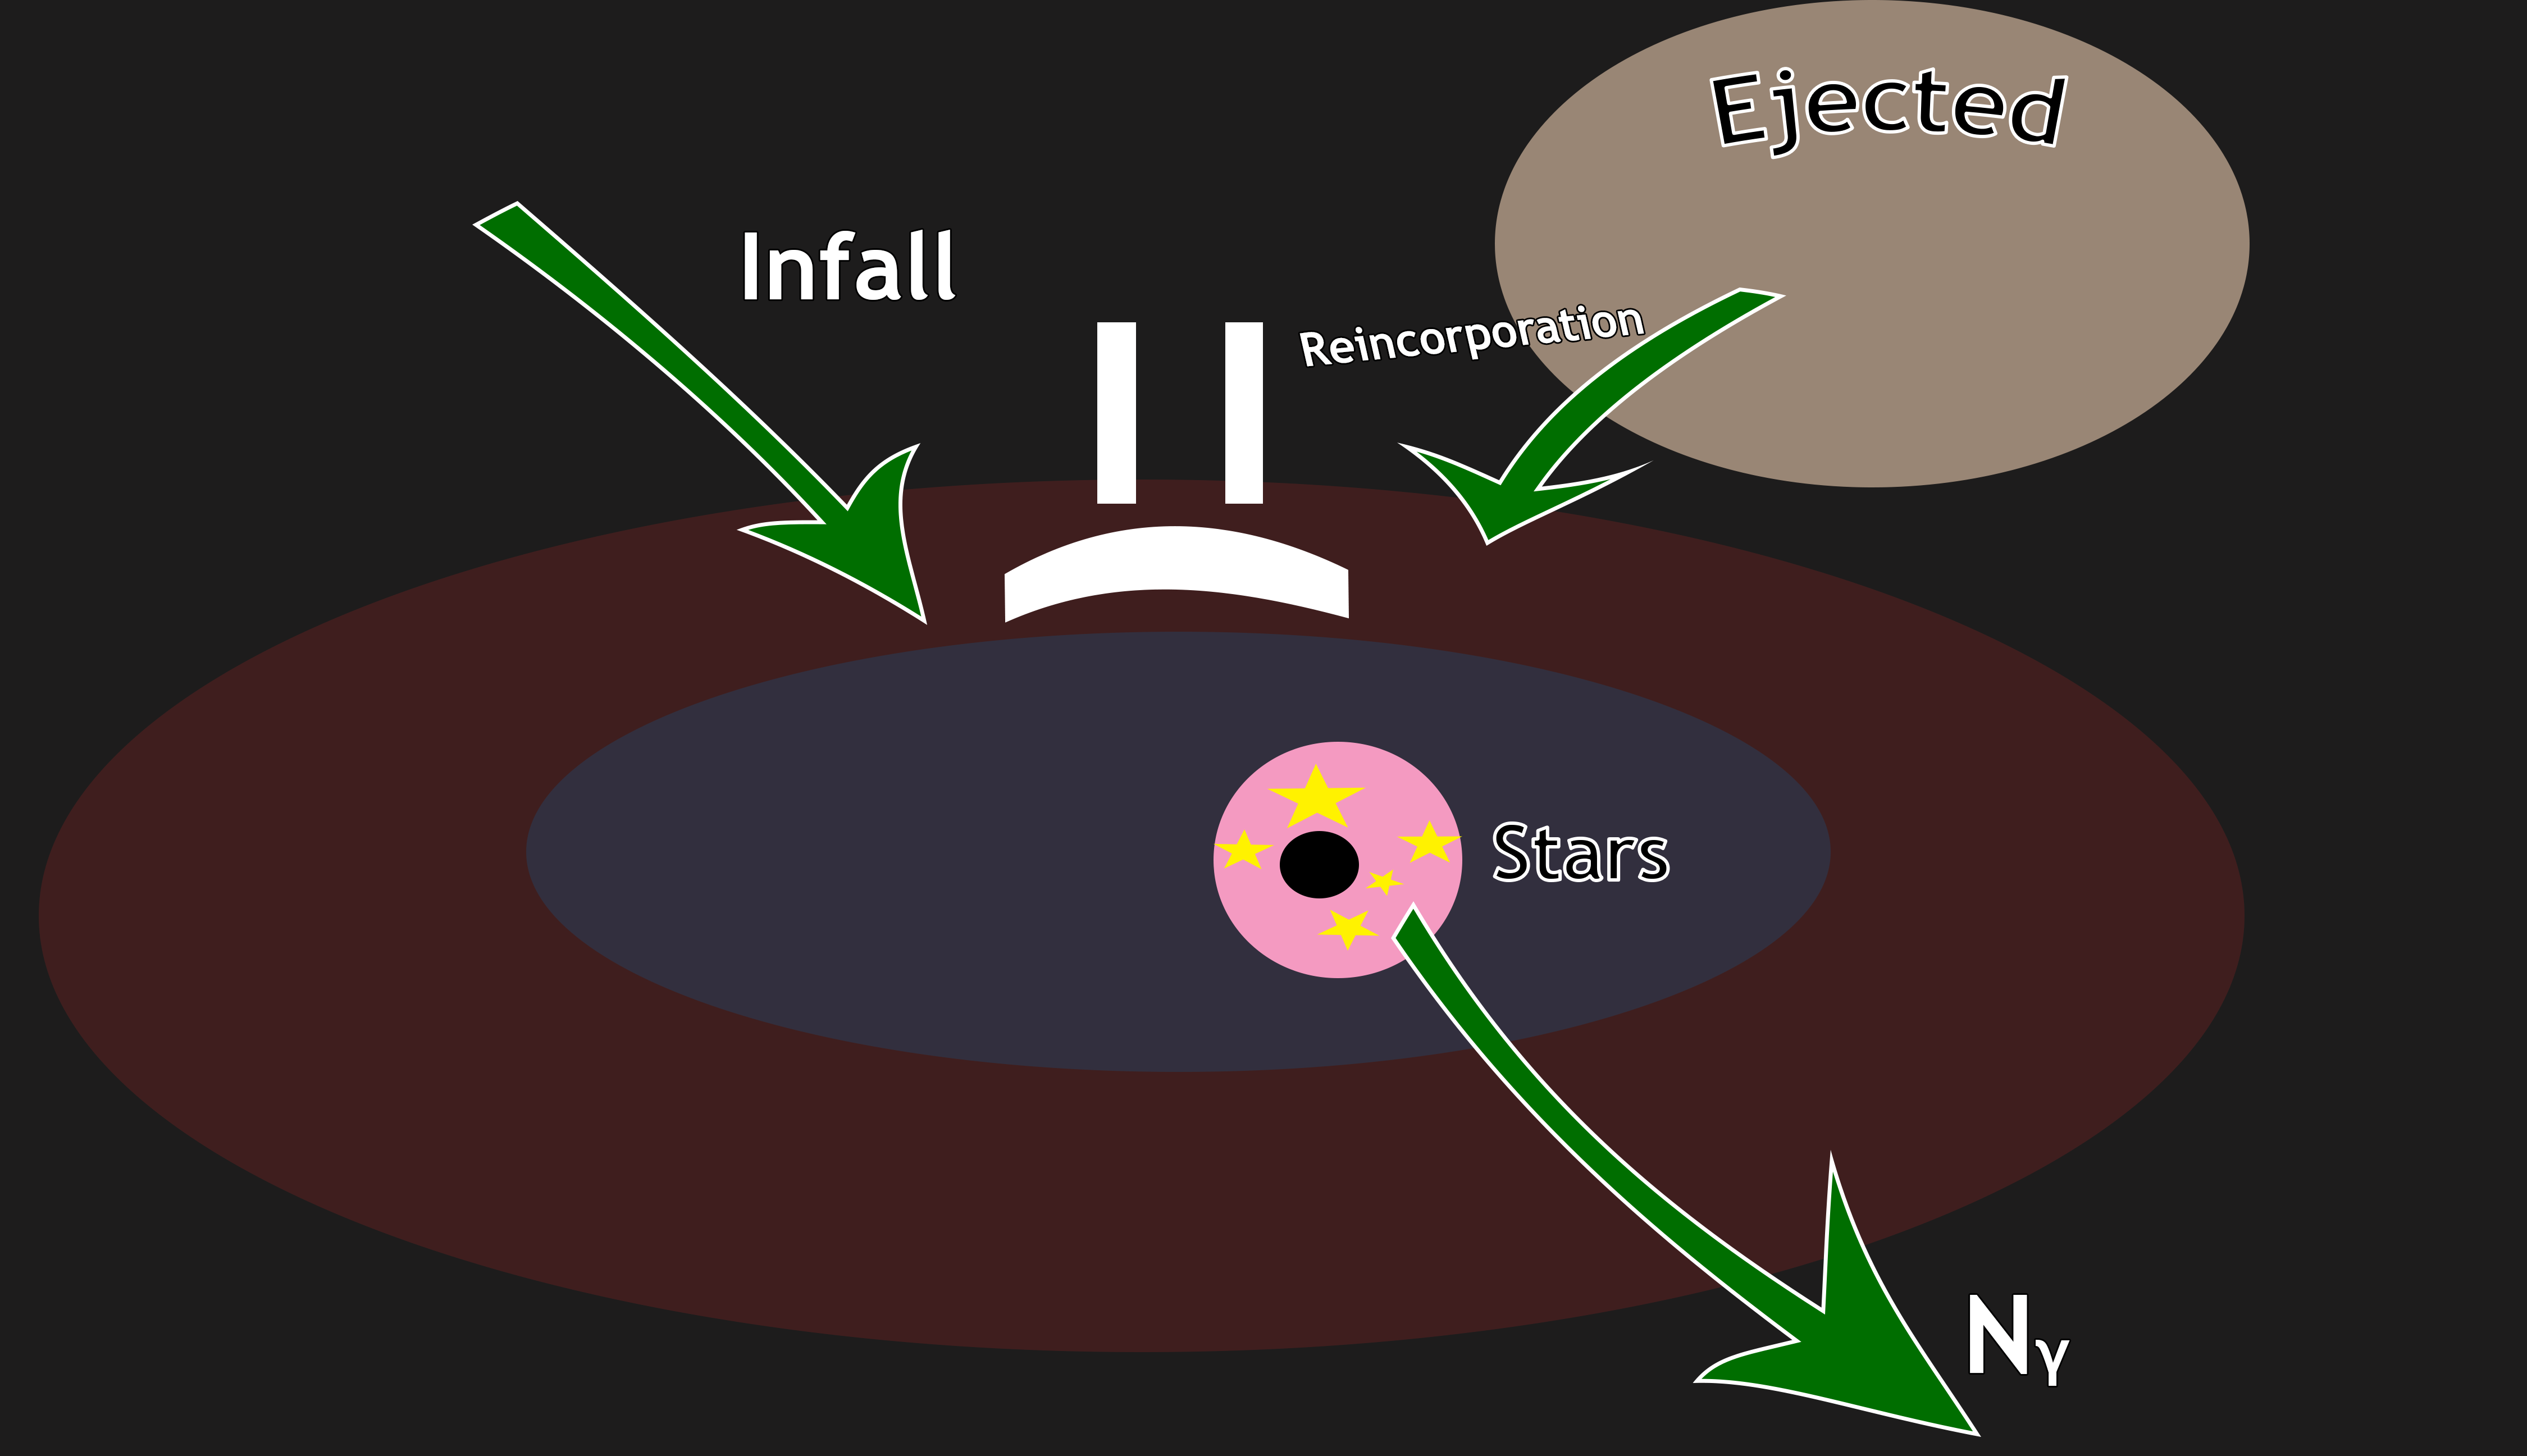 Ejected
Infall
Reincorporation
Stars
Nγ